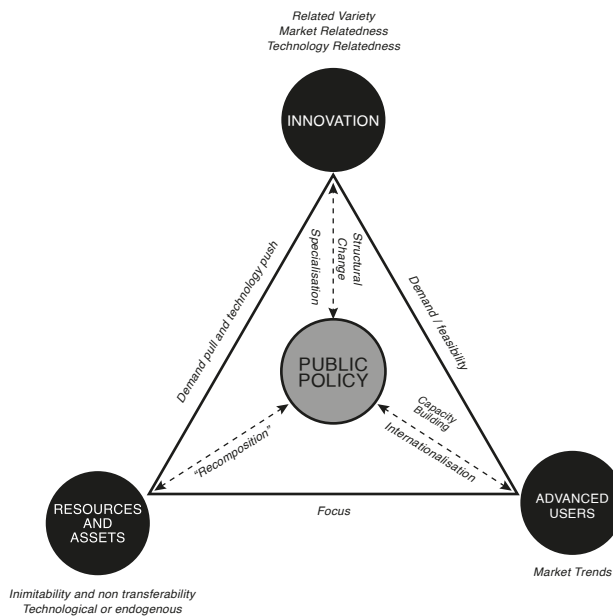 Related Variety
Market Relatedness
Technology Relatedness
INNOVATION
Demand pull and technology push
Specialisation
Structural
Change
Demand / feasibility
PUBLIC
POLICY
"Recomposition"
Capacity
Building
Internationalisation
RESOURCES
AND
ASSETS
Focus
ADVANCED
USERS
Inimitability and non transferability
Technological or endogenous
Market Trends